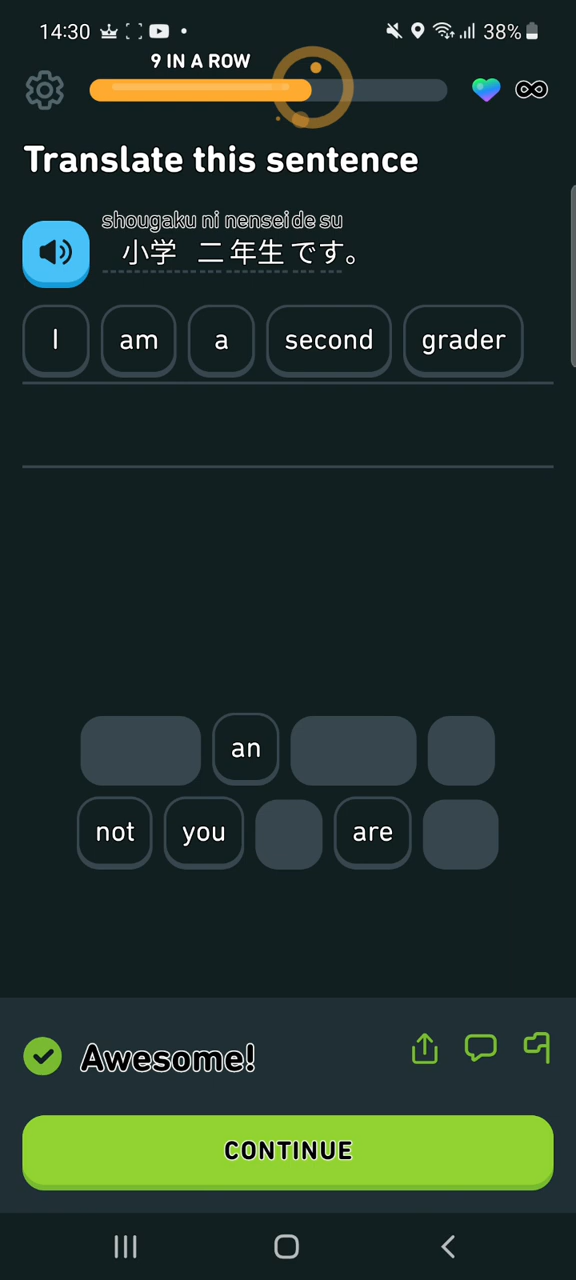 14:30 38%
9 IN A ROW
Translate this sentence
shougaku ni nensei de su
小学 二 年生 です。
I am a second grader
an
not you are
Awesome!
CONTINUE